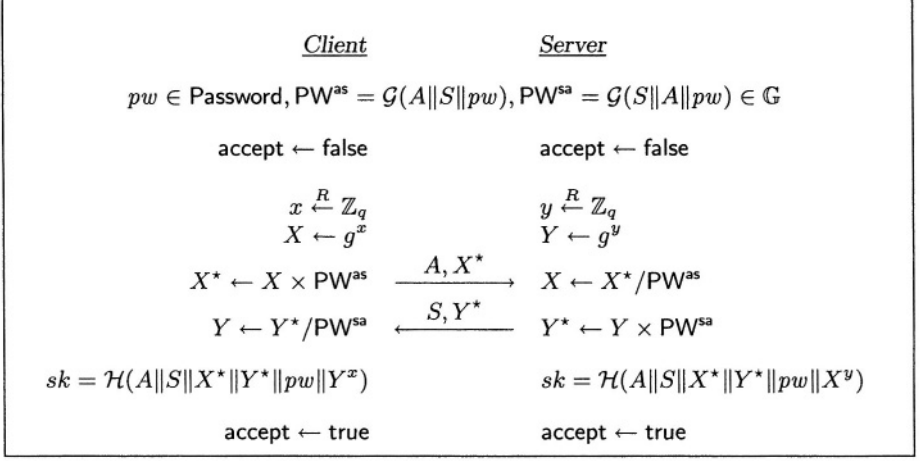 Client Server
pw ∈ Password, PW^as = 𝒢(A‖S‖pw), PW^sa = 𝒢(S‖A‖pw) ∈ 𝔾
accept ← false accept ← false
x ←^R ℤ_q y ←^R ℤ_q
X ← g^x Y ← g^y
X* ← X × PW^as A, X* X ← X*/PW^as
Y ← Y*/PW^sa S, Y* Y* ← Y × PW^sa
sk = ℋ(A‖S‖X*‖Y*‖pw‖Y^x) sk = ℋ(A‖S‖X*‖Y*‖pw‖X^y)
accept ← true accept ← true